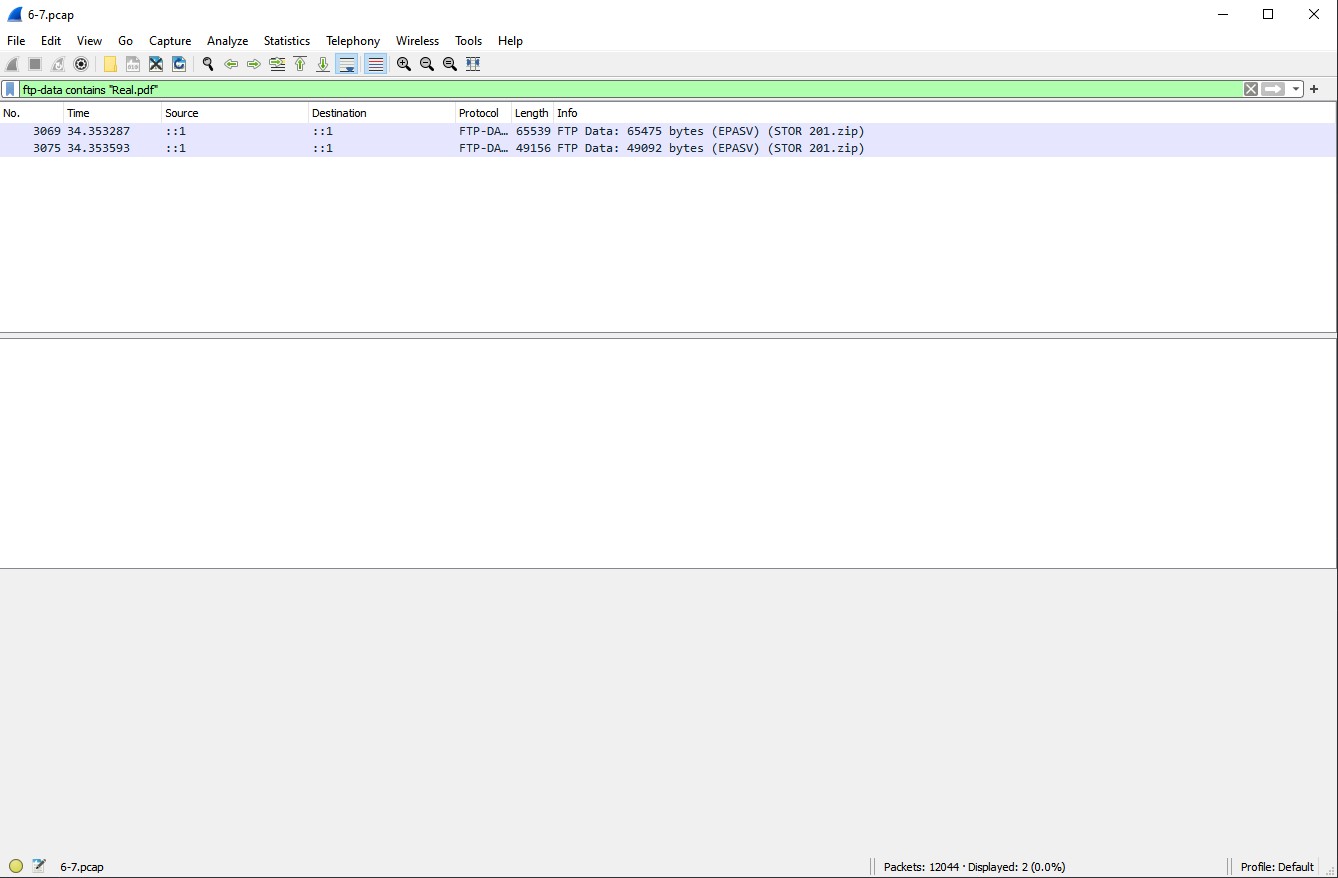 6-7.pcap
File Edit View Go Capture Analyze Statistics Telephony Wireless Tools Help
ftp-data contains "Real.pdf"
No. Time Source Destination Protocol Length Info
3069 34.353287 ::1 ::1 FTP-DA… 65539 FTP Data: 65475 bytes (EPASV) (STOR 201.zip)
3075 34.353593 ::1 ::1 FTP-DA… 49156 FTP Data: 49092 bytes (EPASV) (STOR 201.zip)
6-7.pcap Packets: 12044 · Displayed: 2 (0.0%) Profile: Default